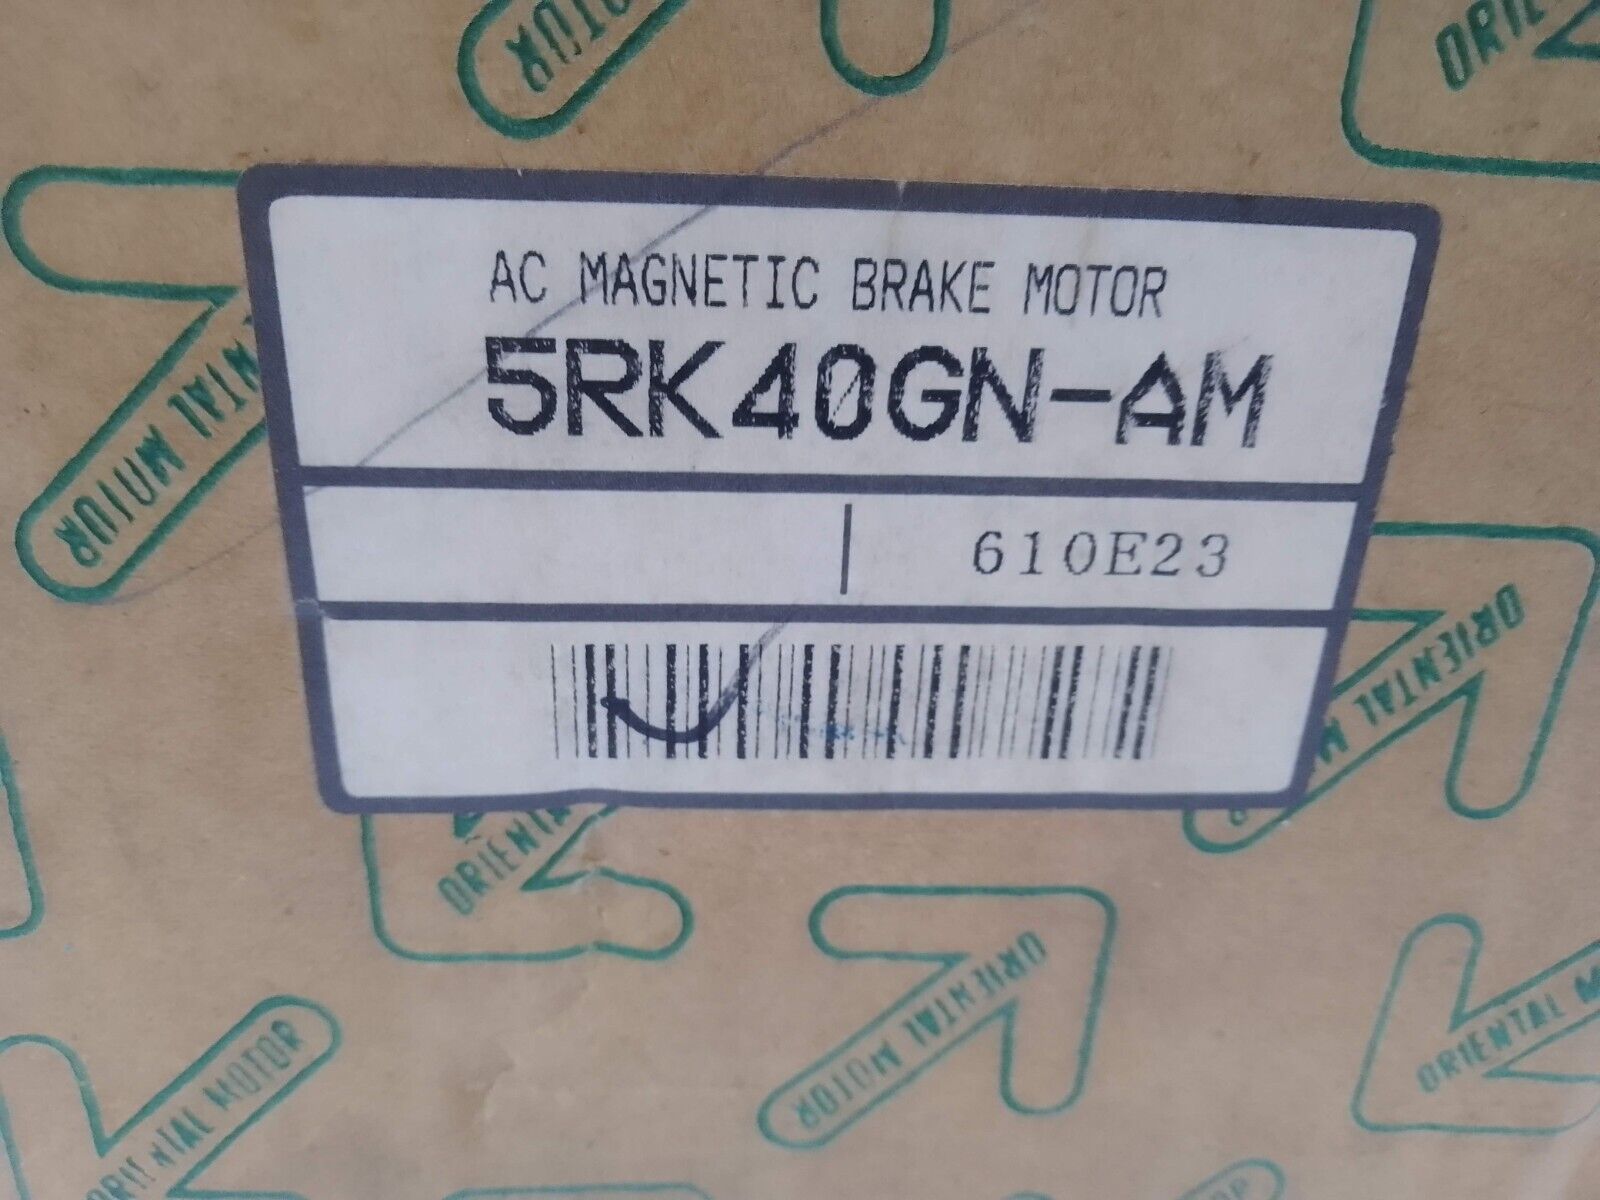 AC MAGNETIC BRAKE MOTOR
5RK40GN-AM
610E23
ORIENTAL MOTOR
ORIENTAL MOTOR
ORIENTAL MOTOR